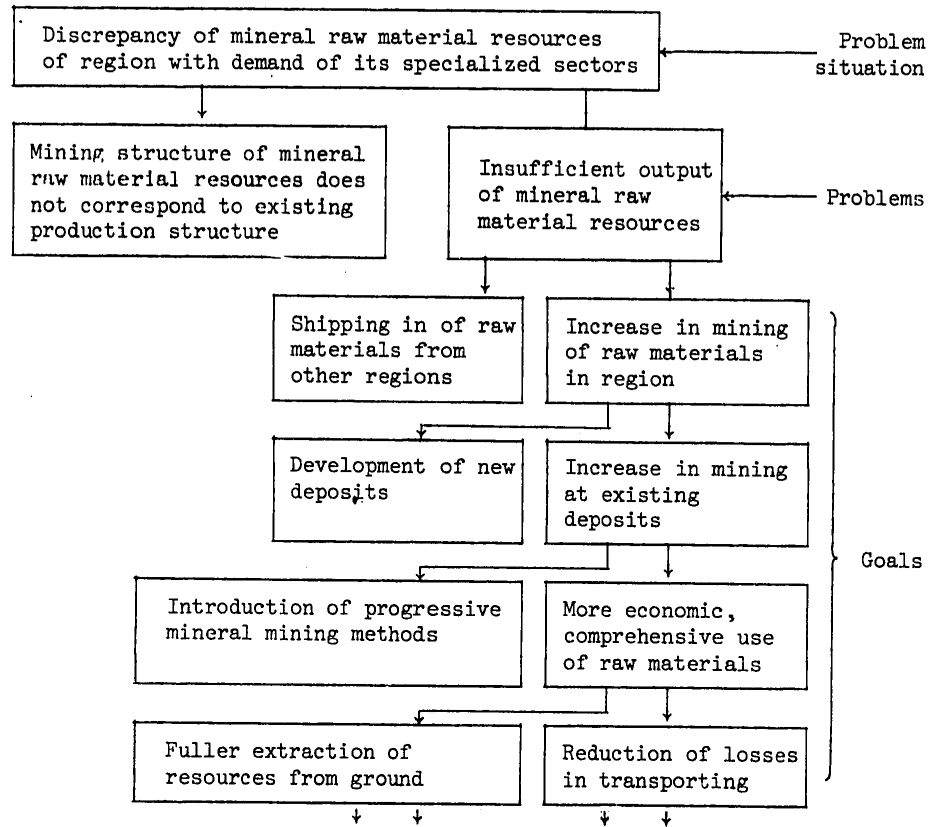 Discrepancy of mineral raw material resources
of region with demand of its specialized sectors
Problem
situation
Mining structure of mineral
raw material resources does
not correspond to existing
production structure
Insufficient output
of mineral raw
material resources
Problems
Shipping in of raw
materials from
other regions
Increase in mining
of raw materials
in region
Development of new
deposits
Increase in mining
at existing
deposits
Goals
Introduction of progressive
mineral mining methods
More economic,
comprehensive use
of raw materials
Fuller extraction of
resources from ground
Reduction of losses
in transporting